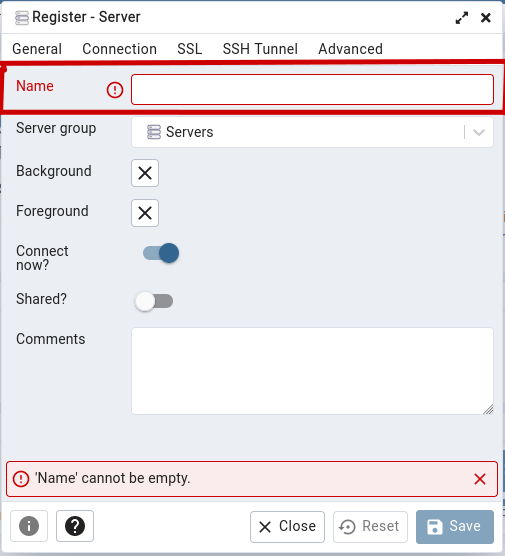 Register - Server
General Connection SSL SSH Tunnel Advanced
Name
Server group Servers
Background
Foreground
Connect
now?
Shared?
Comments
'Name' cannot be empty.
Close Reset Save